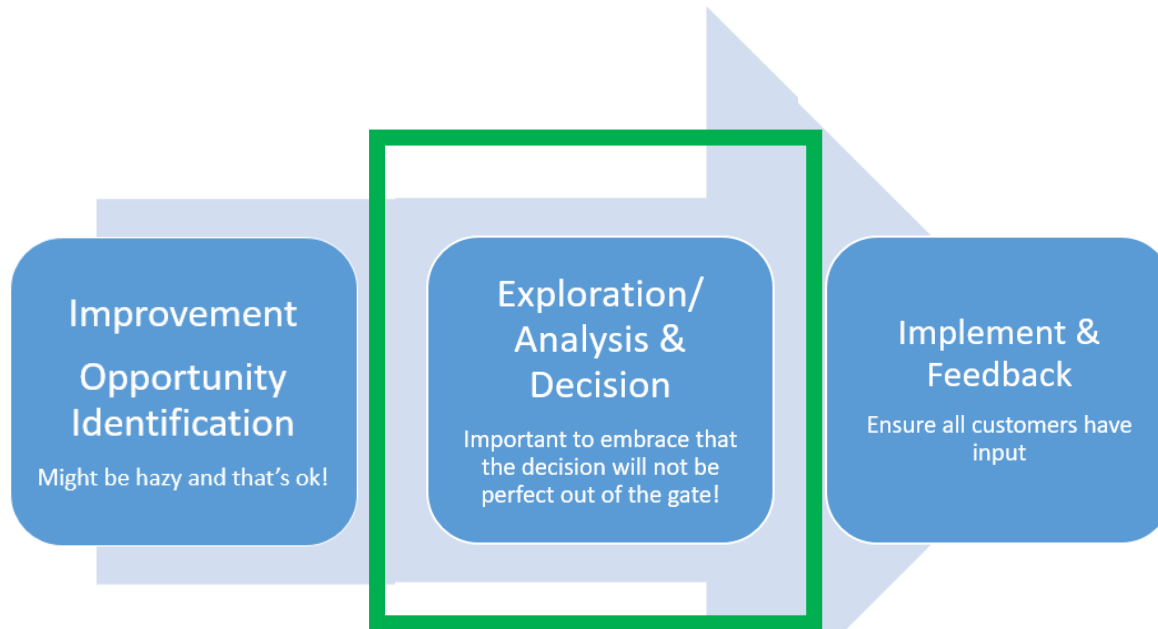 Improvement
Opportunity
Identification
Might be hazy and that's ok!
Exploration/
Analysis &
Decision
Important to embrace that
the decision will not be
perfect out of the gate!
Implement &
Feedback
Ensure all customers have
input